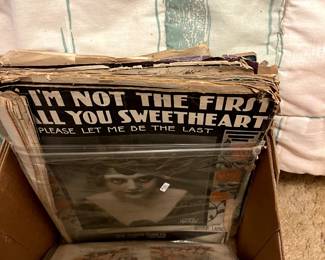 I'M NOT THE FIRST
ALL YOU SWEETHEART
PLEASE LET ME BE THE LAST